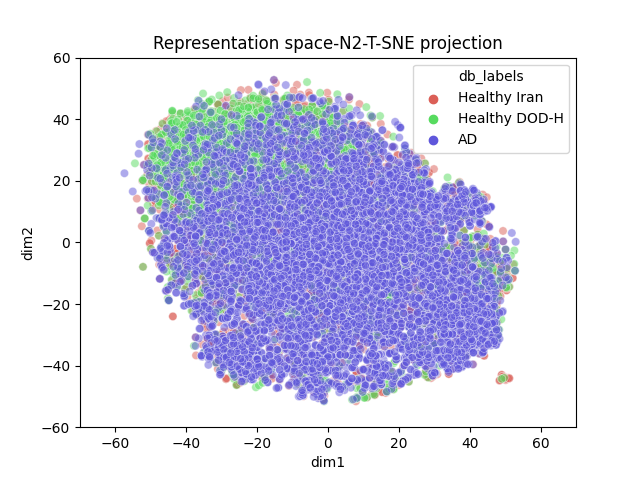 Representation space-N2-T-SNE projection
db_labels
Healthy Iran
Healthy DOD-H
AD
60
40
20
0
−20
−40
−60
dim2
−60 −40 −20 0 20 40 60
dim1